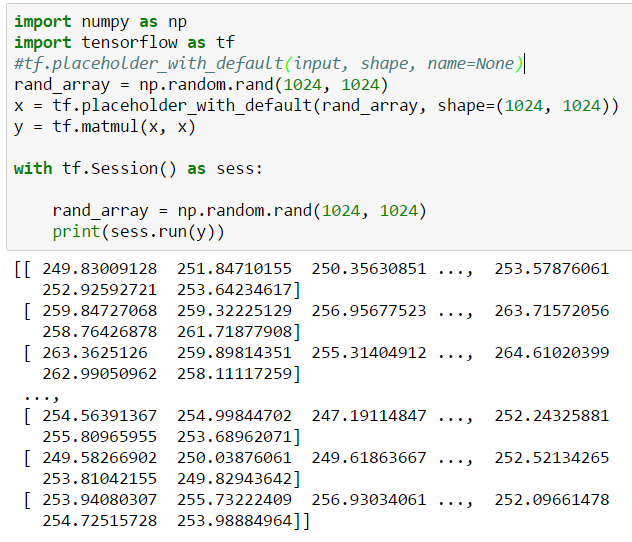 import numpy as np
import tensorflow as tf
#tf.placeholder_with_default(input, shape, name=None)
rand_array = np.random.rand(1024, 1024)
x = tf.placeholder_with_default(rand_array, shape=(1024, 1024))
y = tf.matmul(x, x)
with tf.Session() as sess:
    rand_array = np.random.rand(1024, 1024)
    print(sess.run(y))
[[ 249.83009128  251.84710155  250.35630851 ...,  253.57876061
   252.92592721  253.64234617]
 [ 259.84727068  259.32225129  256.95677523 ...,  263.71572056
   258.76426878  261.71877908]
 [ 263.3625126   259.89814351  255.31404912 ...,  264.61020399
   262.99050962  258.11117259]
 ...,
 [ 254.56391367  254.99844702  247.19114847 ...,  252.24325881
   255.80965955  253.68962071]
 [ 249.58266902  250.03876061  249.61863667 ...,  252.52134265
   253.81042155  249.82943642]
 [ 253.94080307  255.73222409  256.93034061 ...,  252.09661478
   254.72515728  253.98884964]]